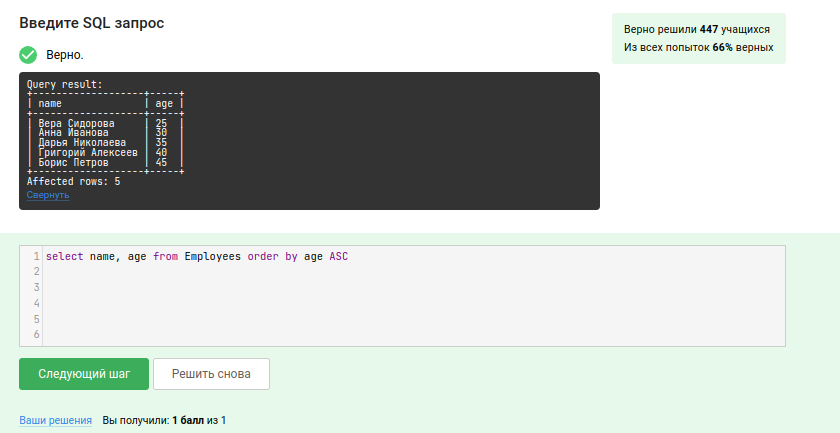 Введите SQL запрос
Верно решили 447 учащихся
Из всех попыток 66% верных
Верно.
Query result:
+--------------------+-----+
| name               | age |
+--------------------+-----+
| Вера Сидорова      | 25  |
| Анна Иванова       | 30  |
| Дарья Николаева    | 35  |
| Григорий Алексеев  | 40  |
| Борис Петров       | 45  |
+--------------------+-----+
Affected rows: 5
Свернуть
1 select name, age from Employees order by age ASC
2
3
4
5
6
Следующий шаг Решить снова
Ваши решения Вы получили: 1 балл из 1